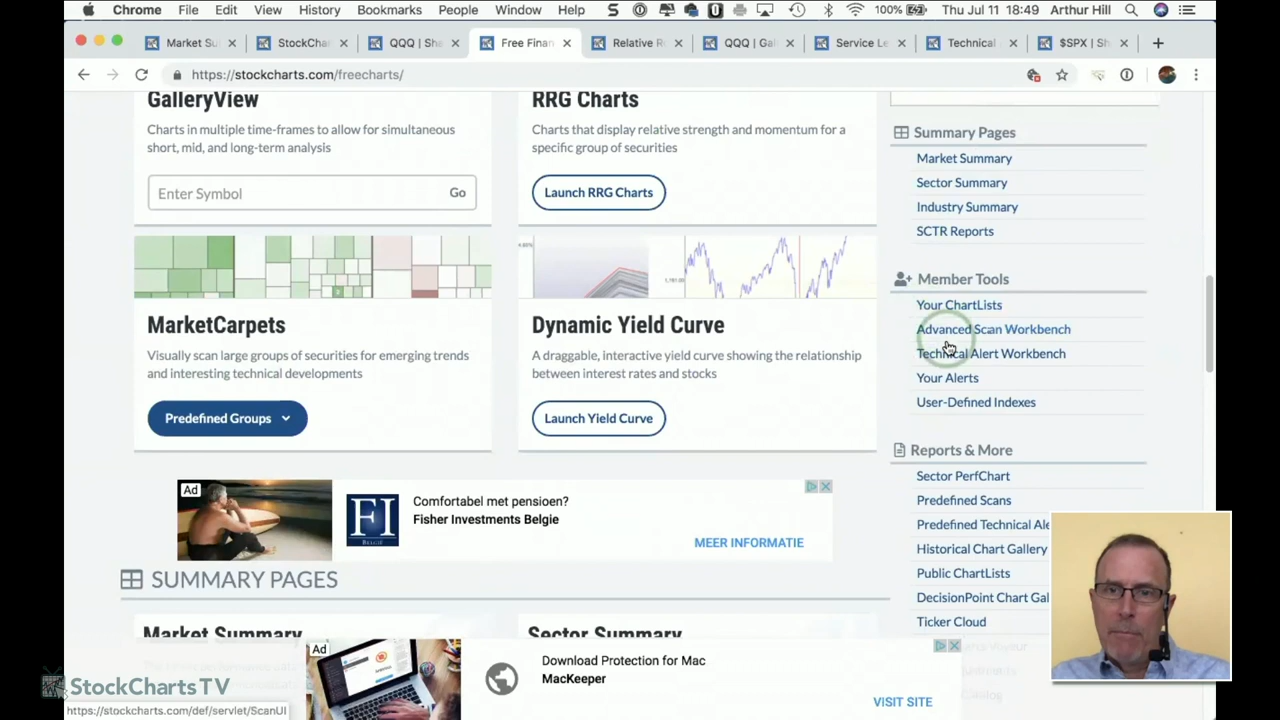 Chrome File Edit View History Bookmarks People Window Help 100% Thu Jul 11 18:49 Arthur Hill
Market Su StockChar QQQ | Sha Free Finan Relative R QQQ | Gal Service Le Technical $SPX | Sh
https://stockcharts.com/freecharts/
GalleryView
Charts in multiple time-frames to allow for simultaneous
short, mid, and long-term analysis
Enter Symbol Go
RRG Charts
Charts that display relative strength and momentum for a
specific group of securities
Launch RRG Charts
MarketCarpets
Visually scan large groups of securities for emerging trends
and interesting technical developments
Predefined Groups
Dynamic Yield Curve
A draggable, interactive yield curve showing the relationship
between interest rates and stocks
Launch Yield Curve
Ad
FI
Comfortabel met pensioen?
Fisher Investments Belgie
MEER INFORMATIE
SUMMARY PAGES
Market Summary
Sector Summary
Summary Pages
Market Summary
Sector Summary
Industry Summary
SCTR Reports
Member Tools
Your ChartLists
Advanced Scan Workbench
Technical Alert Workbench
Your Alerts
User-Defined Indexes
Reports & More
Sector PerfChart
Predefined Scans
Predefined Technical Ale
Historical Chart Gallery
Public ChartLists
DecisionPoint Chart Gal
Ticker Cloud
Ad
Download Protection for Mac
MacKeeper
VISIT SITE
StockChartsTV
https://stockcharts.com/def/servlet/ScanUI